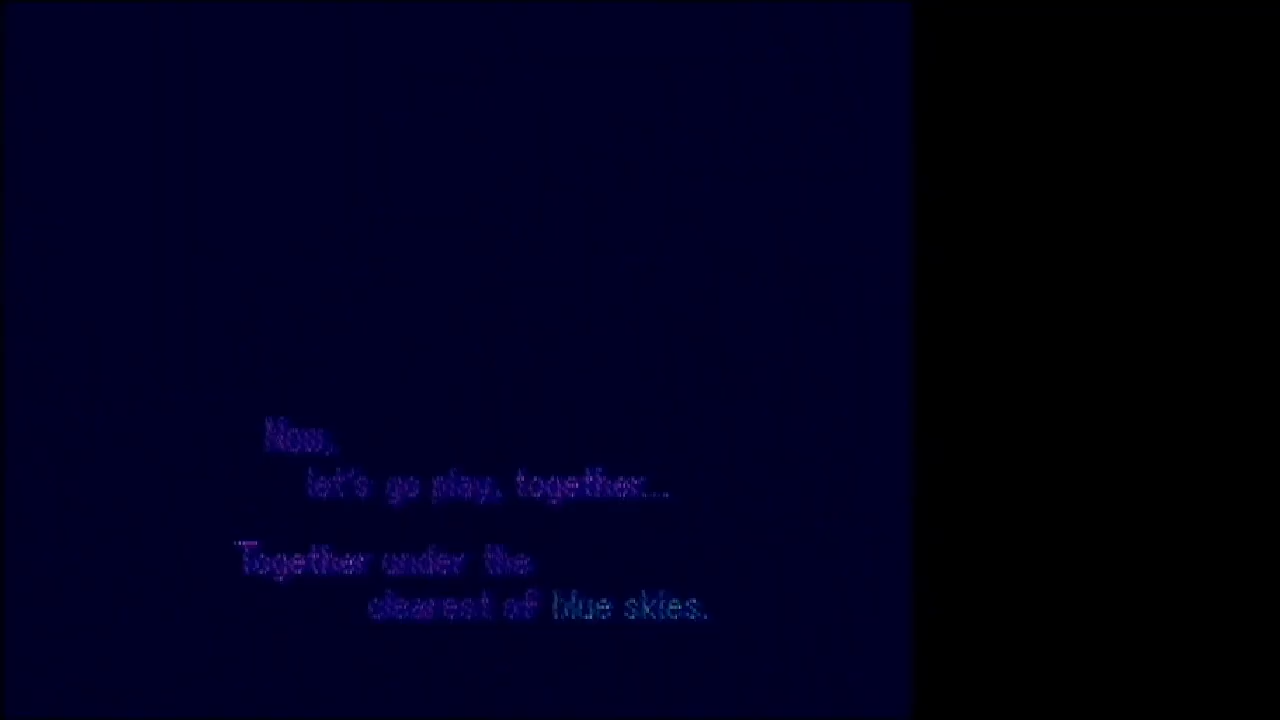 Now,
let's go play, together...
Together under the
clearest of blue skies.